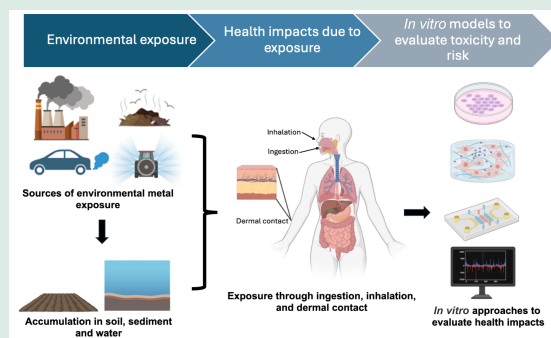 Environmental exposure
Health impacts due to
exposure
In vitro models to
evaluate toxicity and
risk
Sources of environmental metal
exposure
Accumulation in soil, sediment
and water
Inhalation
Ingestion
Dermal contact
Exposure through ingestion, inhalation,
and dermal contact
In vitro approaches to
evaluate health impacts